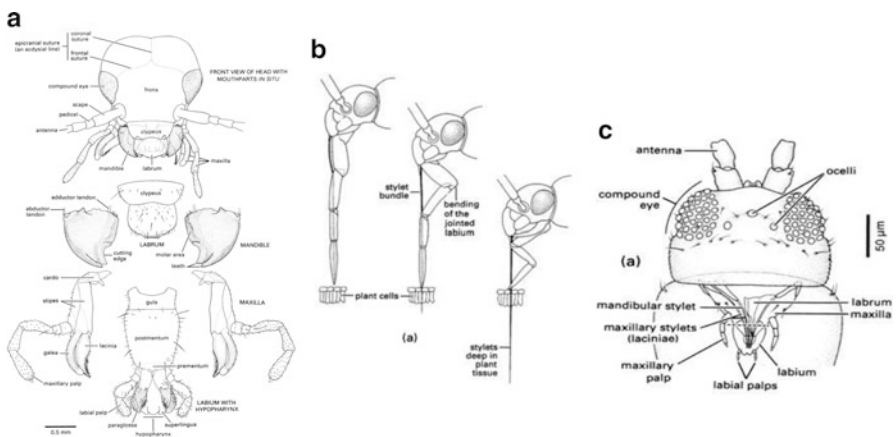 a
coronal
suture
epicranial suture
(an ecdysial line)
frontal
suture
FRONT VIEW OF HEAD WITH
MOUTHPARTS IN SITU
compound eye
frons
scape
pedicel
antenna
clypeus
mandible
labrum
maxilla
adductor tendon
abductor
tendon
clypeus
LABRUM
molar area
MANDIBLE
cutting
edge
teeth
cardo
gula
MAXILLA
stipes
postmentum
galea
lacinia
prementum
maxillary palp
labial palp
LABIUM WITH
HYPOPHARYNX
paraglossa
superlingua
hypopharynx
0.5 mm
b
stylet
bundle
bending
of the
jointed
labium
plant cells
(a)
stylets
deep in
plant
tissue
c
antenna
ocelli
compound
eye
50 µm
(a)
mandibular stylet
labrum
maxillary stylets
(laciniae)
maxilla
maxillary
palp
labium
labial palps